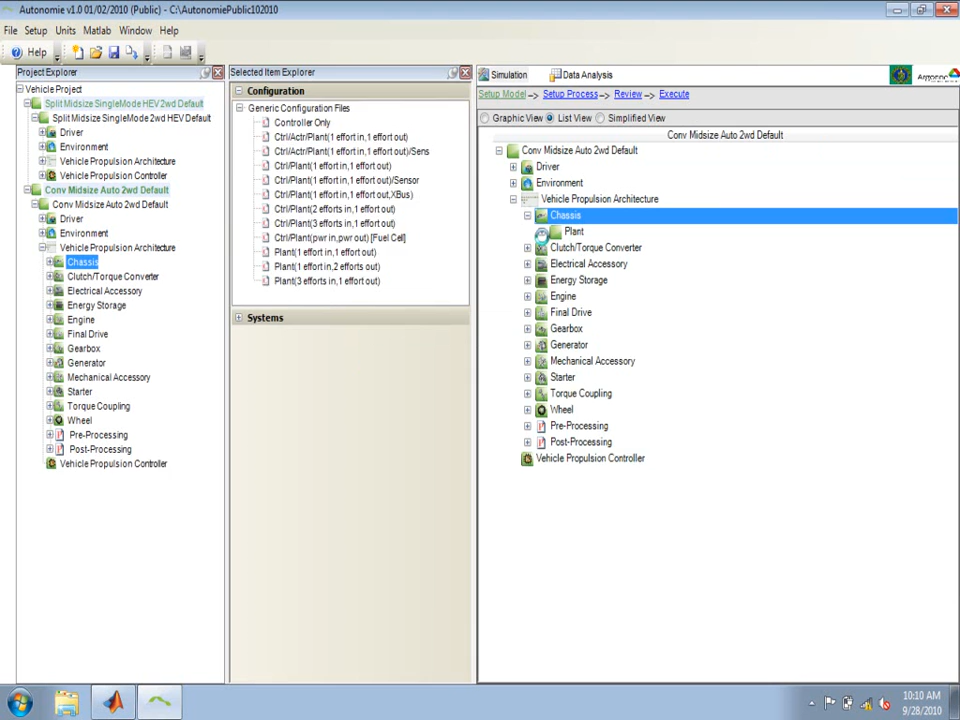 Autonomie v1.0 01/02/2010 (Public) - C:\AutonomiePublic102010
File Setup Units Matlab Window Help
Help
Project Explorer
Vehicle Project
Split Midsize SingleMode HEV 2wd Default
Split Midsize SingleMode 2wd HEV Default
Driver
Environment
Vehicle Propulsion Architecture
Vehicle Propulsion Controller
Conv Midsize Auto 2wd Default
Conv Midsize Auto 2wd Default
Driver
Environment
Vehicle Propulsion Architecture
Chassis
Clutch/Torque Converter
Electrical Accessory
Energy Storage
Engine
Final Drive
Gearbox
Generator
Mechanical Accessory
Starter
Torque Coupling
Wheel
Pre-Processing
Post-Processing
Vehicle Propulsion Controller
Selected Item Explorer
Configuration
Generic Configuration Files
Controller Only
Ctrl/Actr/Plant(1 effort in,1 effort out)
Ctrl/Actr/Plant(1 effort in,1 effort out)/Sens
Ctrl/Plant(1 effort in,1 effort out)
Ctrl/Plant(1 effort in,1 effort out)/Sensor
Ctrl/Plant(1 effort in,1 effort out,XBus)
Ctrl/Plant(2 efforts in,1 effort out)
Ctrl/Plant(3 efforts in,1 effort out)
Ctrl/Plant(pwr in,pwr out) [Fuel Cell]
Plant(1 effort in,1 effort out)
Plant(1 effort in,2 efforts out)
Plant(3 efforts in,1 effort out)
Systems
Simulation Data Analysis
Setup Model -> Setup Process -> Review -> Execute
Graphic View List View Simplified View
Conv Midsize Auto 2wd Default
Conv Midsize Auto 2wd Default
Driver
Environment
Vehicle Propulsion Architecture
Chassis
Plant
Clutch/Torque Converter
Electrical Accessory
Energy Storage
Engine
Final Drive
Gearbox
Generator
Mechanical Accessory
Starter
Torque Coupling
Wheel
Pre-Processing
Post-Processing
Vehicle Propulsion Controller
10:10 AM
9/28/2010